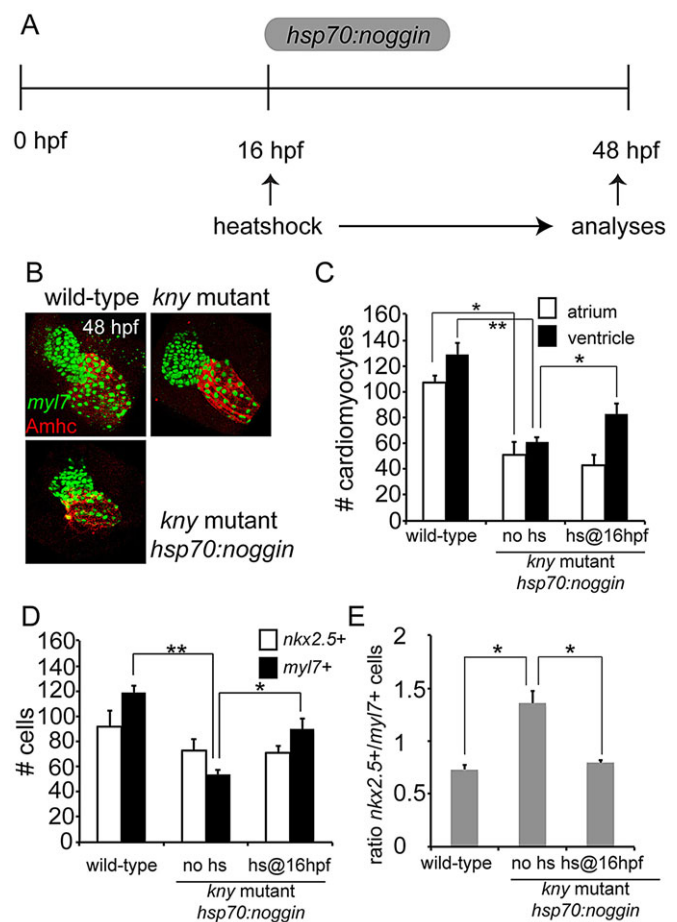 A
hsp70:noggin
0 hpf
16 hpf
48 hpf
heatshock
analyses
B
wild-type
kny mutant
48 hpf
myl7
Amhc
kny mutant
hsp70:noggin
C
# cardiomyocytes
160
140
120
100
80
60
40
20
0
atrium
ventricle
*
**
*
wild-type
no hs
hs@16hpf
kny mutant
hsp70:noggin
D
# cells
160
140
120
100
80
60
40
20
0
nkx2.5+
myl7+
**
*
wild-type
no hs
hs@16hpf
kny mutant
hsp70:noggin
E
ratio nkx2.5+/myl7+ cells
2
1.5
1
0.5
0
*
*
wild-type
no hs
hs@16hpf
kny mutant
hsp70:noggin